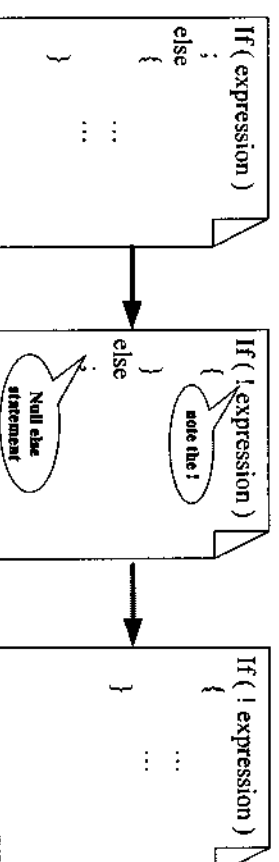 If ( expression )
;
else
{
...
...
}
If ( ! expression )
note the !
{
}
else
;
Null else
statement
If ( ! expression )
{
...
...
}